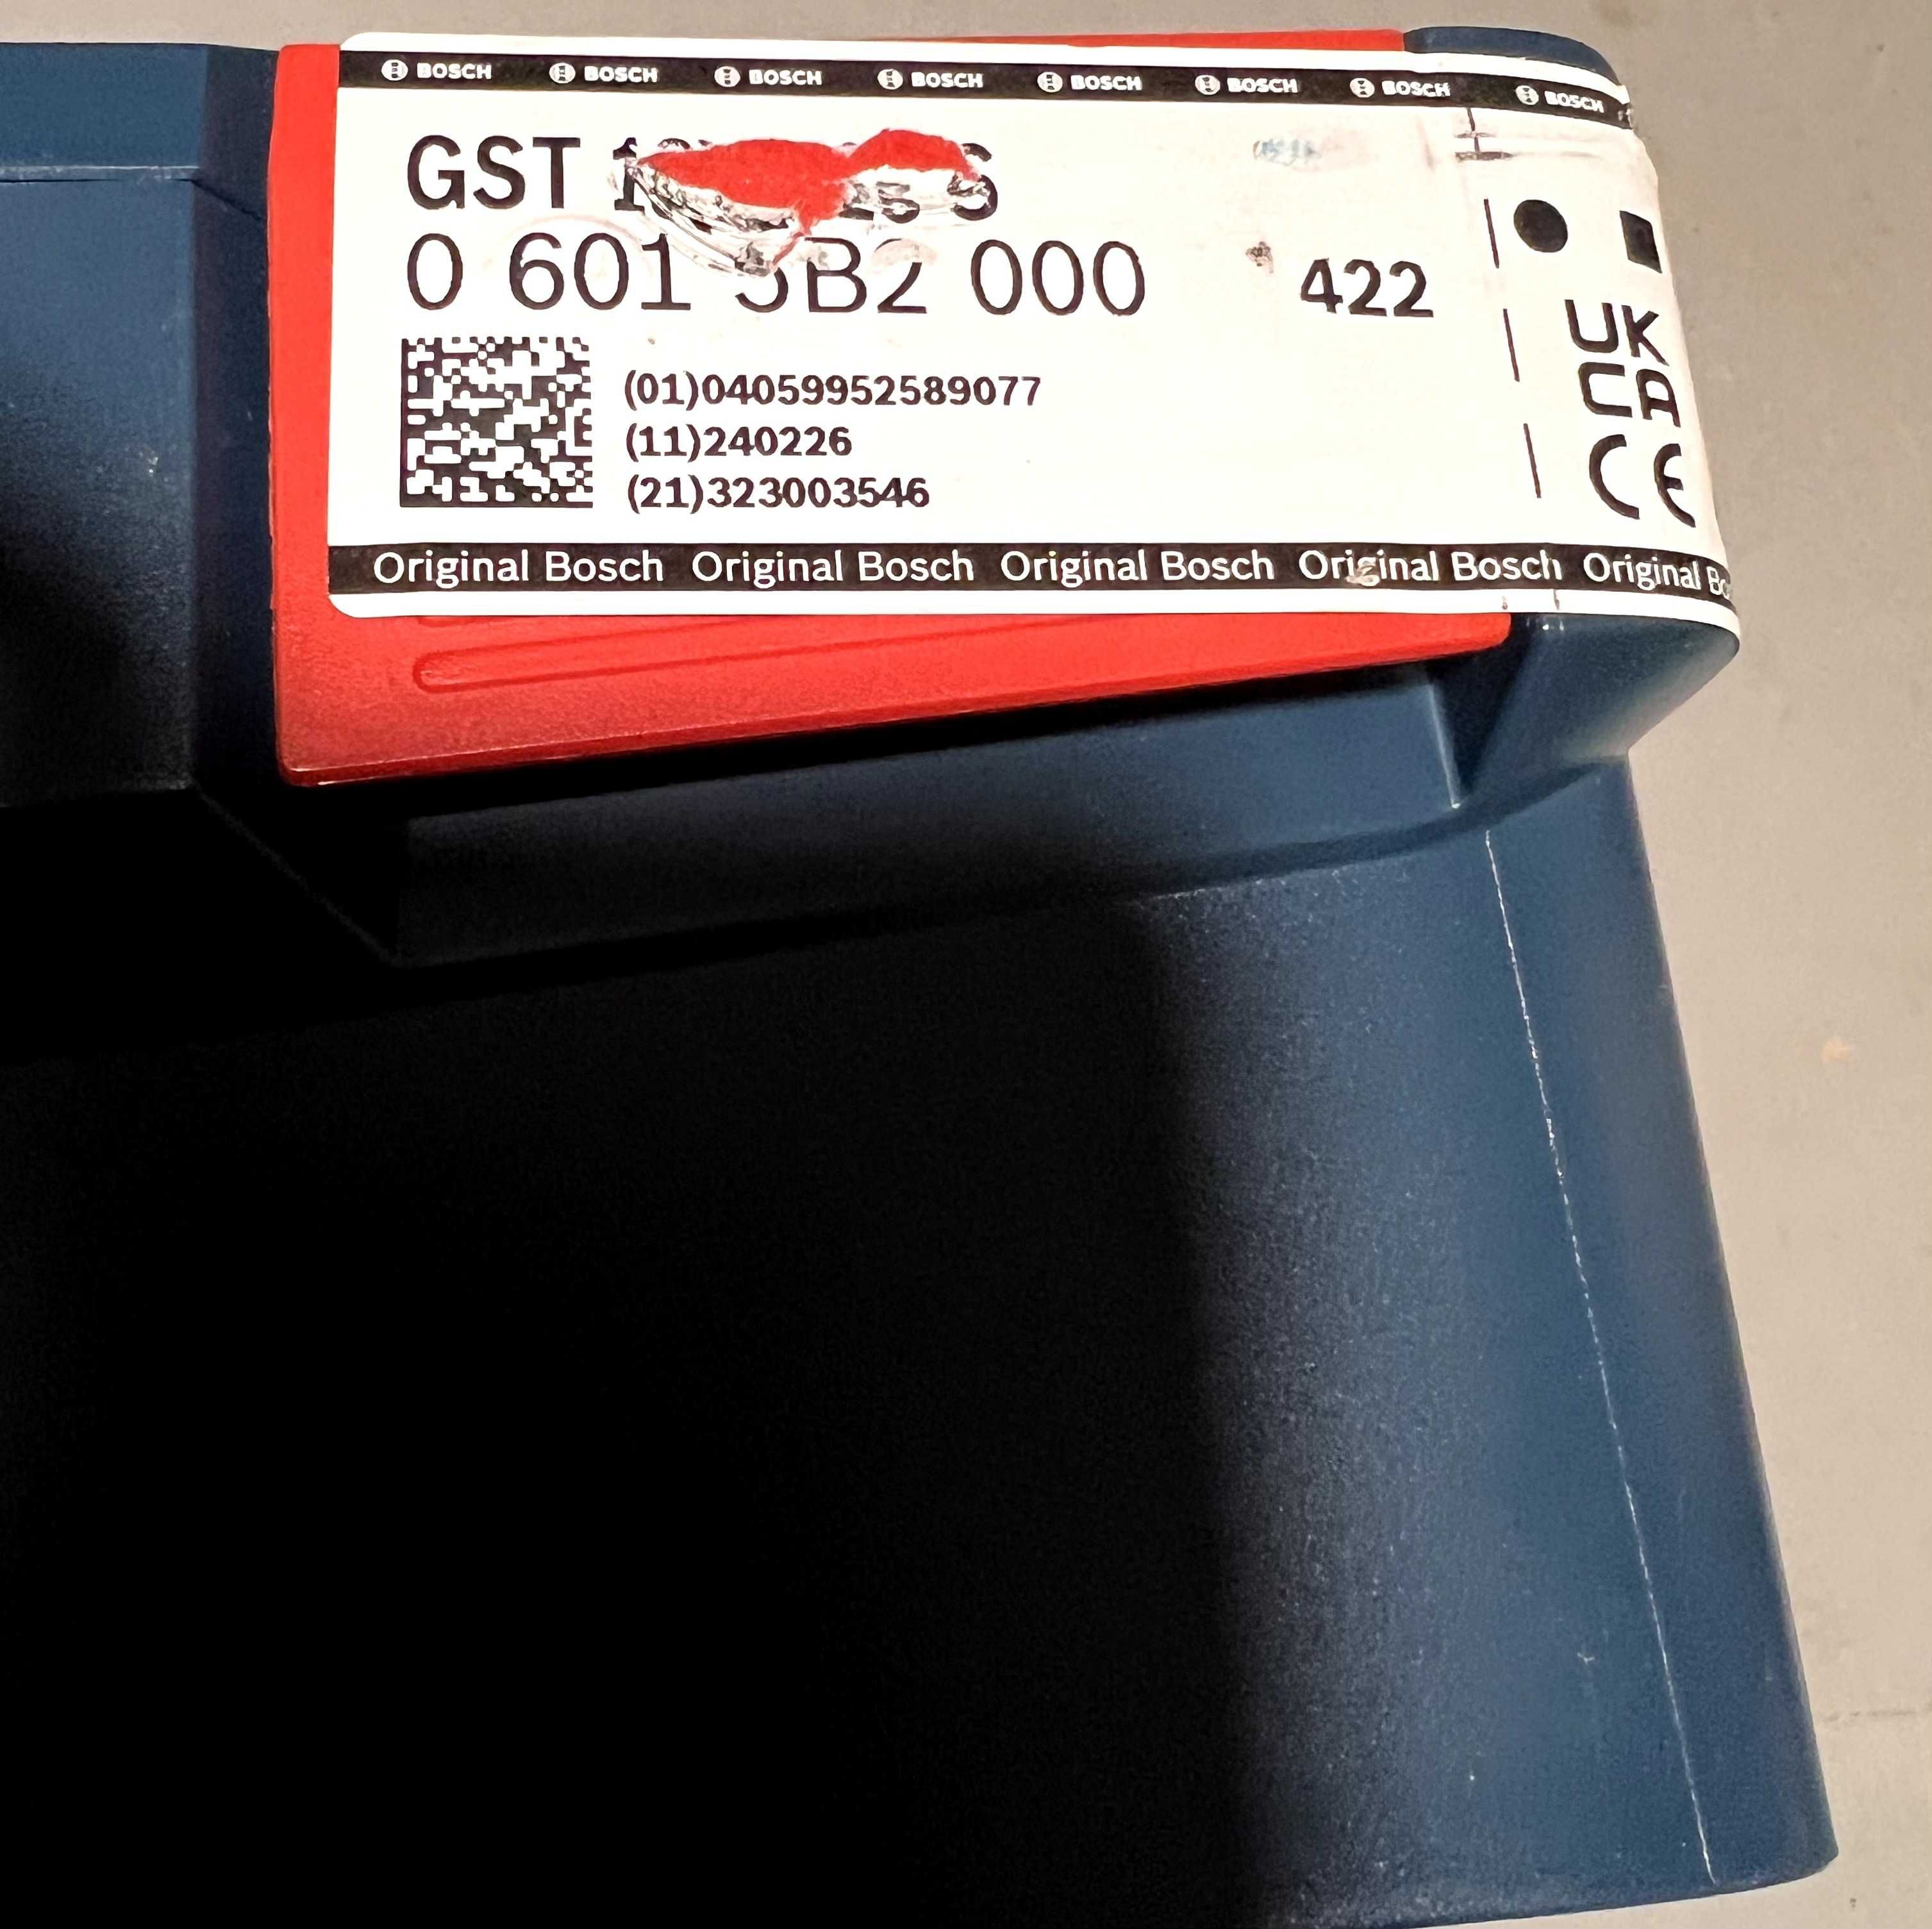 BOSCH BOSCH BOSCH BOSCH BOSCH BOSCH BOSCH BOSCH
GST
0 601 5B2 000 422
(01)04059952589077
(11)240226
(21)323003546
UK
CA
CE
Original Bosch Original Bosch Original Bosch Original Bosch Original